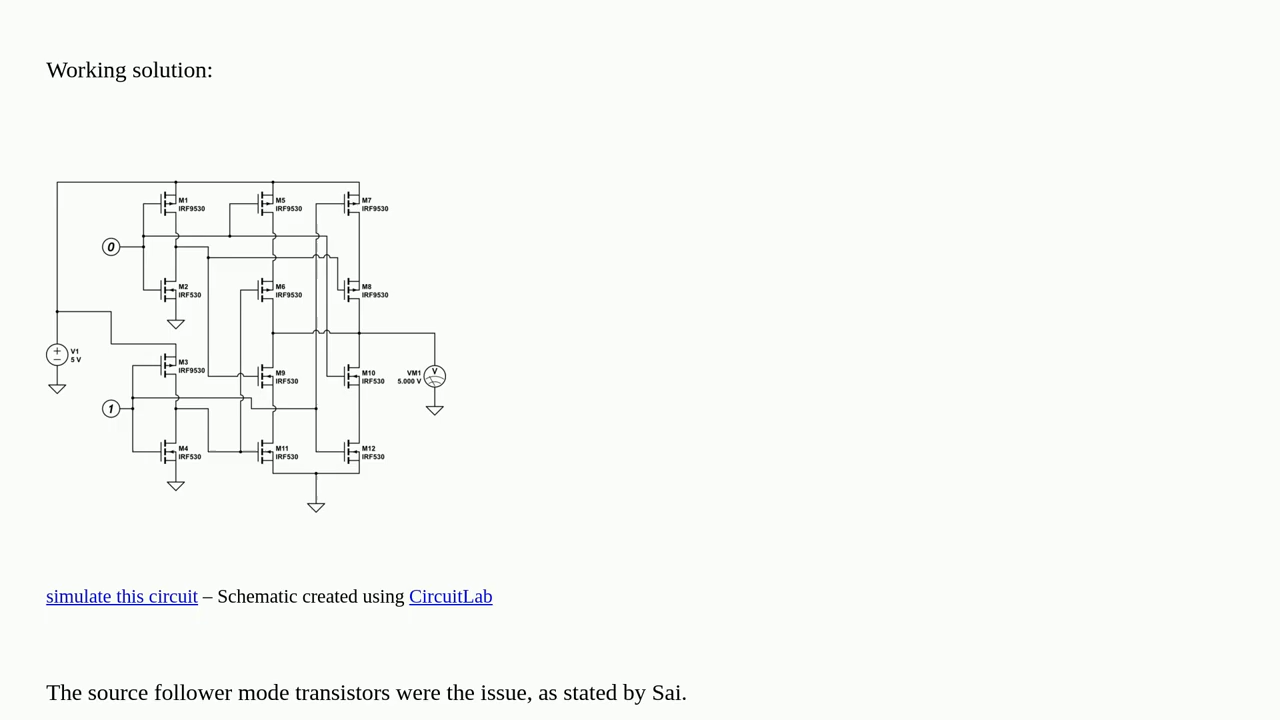 Working solution:
M1
IRF9530
M5
IRF9530
M7
IRF9530
0
M2
IRF530
M6
IRF9530
M8
IRF9530
V1
5 V
M3
IRF9530
M9
IRF530
M10
IRF530
VM1
5.000 V
V
1
M4
IRF530
M11
IRF530
M12
IRF530
simulate this circuit – Schematic created using CircuitLab
The source follower mode transistors were the issue, as stated by Sai.